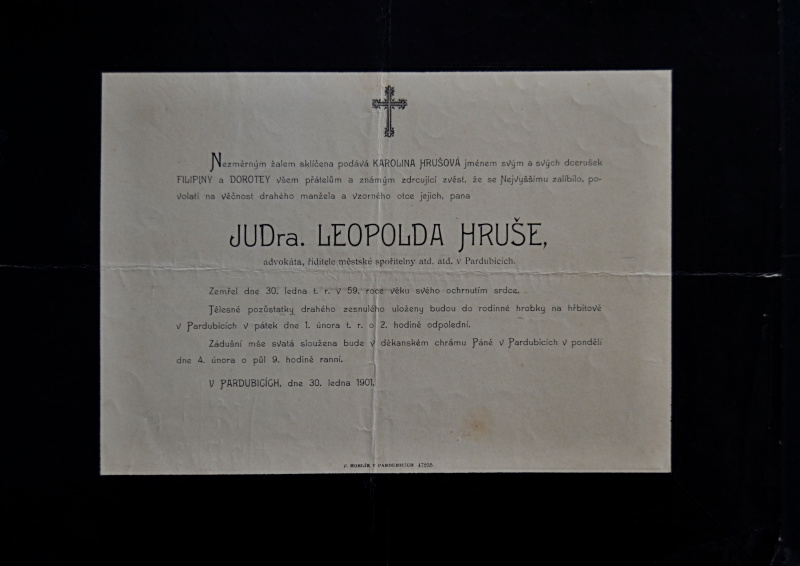 Nezměrným žalem sklíčena podává KAROLINA HRUŠOVÁ jménem svým a svých dcerušek
FILIPINY a DOROTEY všem přátelům a známým zdrcující zvěst, že se Nejvyššímu zalíbilo, po-
volati na věčnost drahého manžela a vzorného otce jejich, pana
JUDra. LEOPOLDA HRUŠE,
advokáta, ředitele městské spořitelny atd. atd. v Pardubicích.
Zemřel dne 30. ledna t. r. v 59. roce věku svého ochrnutím srdce.
Tělesné pozůstatky drahého zesnulého uloženy budou do rodinné hrobky na hřbitově
v Pardubicích v pátek dne 1. února t. r. o 2. hodině odpolední.
Zádušní mše svatá sloužena bude v děkanském chrámu Páně v Pardubicích v pondělí
dne 4. února o půl 9. hodině ranní.
V PARDUBICÍCH, dne 30. ledna 1901.
HOBLÍK V PARDUBICÍCH